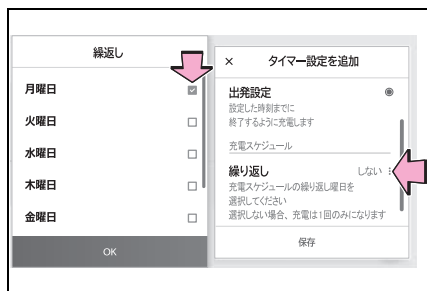 繰返し
月曜日
火曜日
水曜日
木曜日
金曜日
OK
× タイマー設定を追加
出発設定
設定した時刻までに
終了するように充電します
充電スケジュール
繰り返し しない
充電スケジュールの繰り返し曜日を
選択してください
選択しない場合、充電は1回のみになります
保存